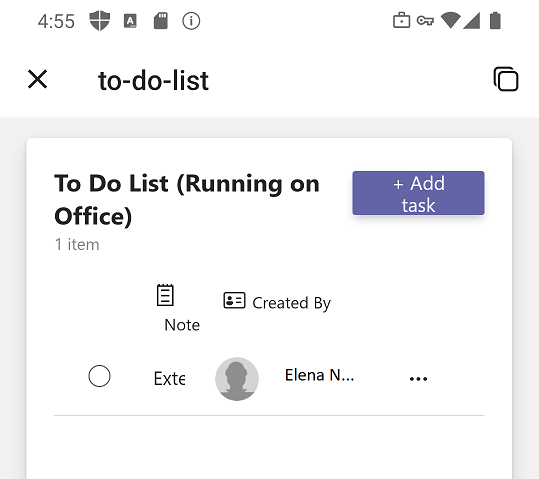 4:55
to-do-list
To Do List (Running on
Office)
+ Add
task
1 item
Note
Created By
Exte
Elena N...
...